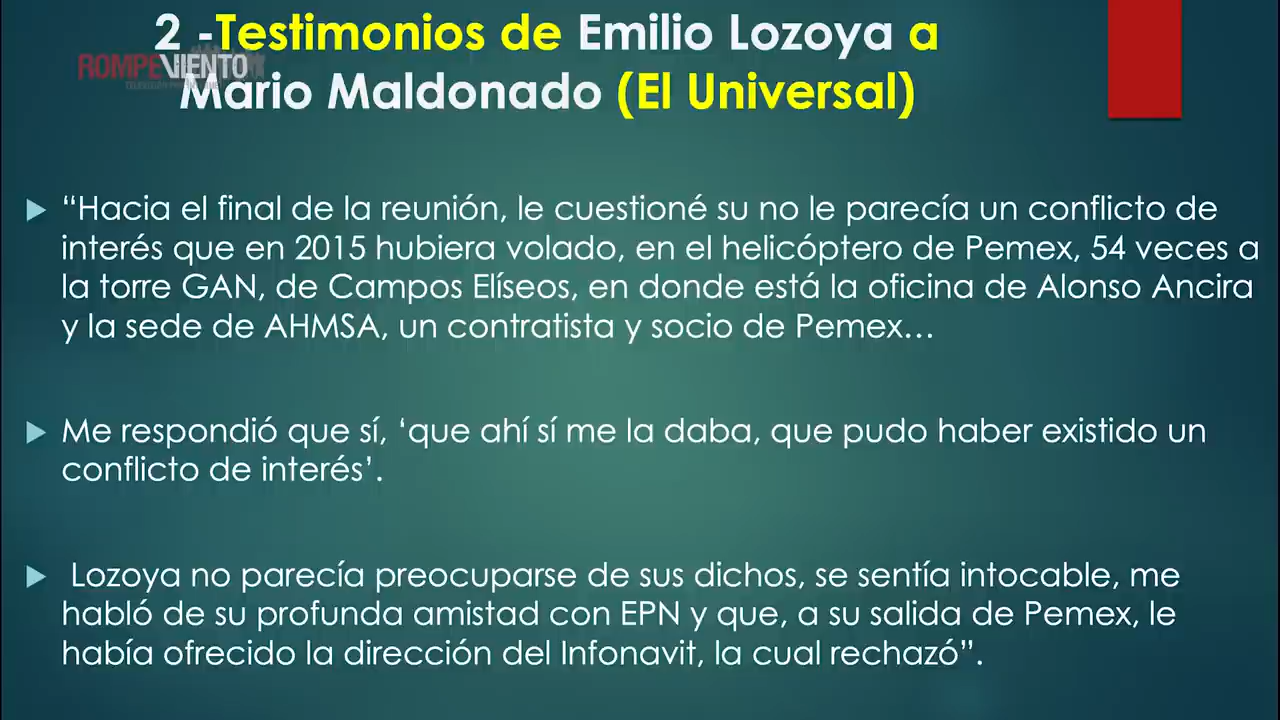 2 -Testimonios de Emilio Lozoya a
ROMPEVIENTO
Mario Maldonado (El Universal)
“Hacia el final de la reunión, le cuestioné su no le parecía un conflicto de
interés que en 2015 hubiera volado, en el helicóptero de Pemex, 54 veces a
la torre GAN, de Campos Elíseos, en donde está la oficina de Alonso Ancira
y la sede de AHMSA, un contratista y socio de Pemex…
Me respondió que sí, ‘que ahí sí me la daba, que pudo haber existido un
conflicto de interés’.
Lozoya no parecía preocuparse de sus dichos, se sentía intocable, me
habló de su profunda amistad con EPN y que, a su salida de Pemex, le
había ofrecido la dirección del Infonavit, la cual rechazó”.